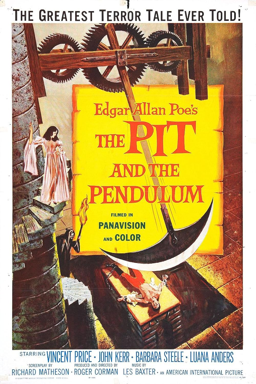 THE GREATEST TERROR TALE EVER TOLD!
Edgar Allan Poe's
THE PIT
AND THE
PENDULUM
FILMED IN
PANAVISION
AND COLOR
STARRING VINCENT PRICE · JOHN KERR · BARBARA STEELE · LUANA ANDERS
SCREENPLAY BY RICHARD MATHESON PRODUCED AND DIRECTED BY ROGER CORMAN MUSIC BY LES BAXTER · AN AMERICAN INTERNATIONAL PICTURE